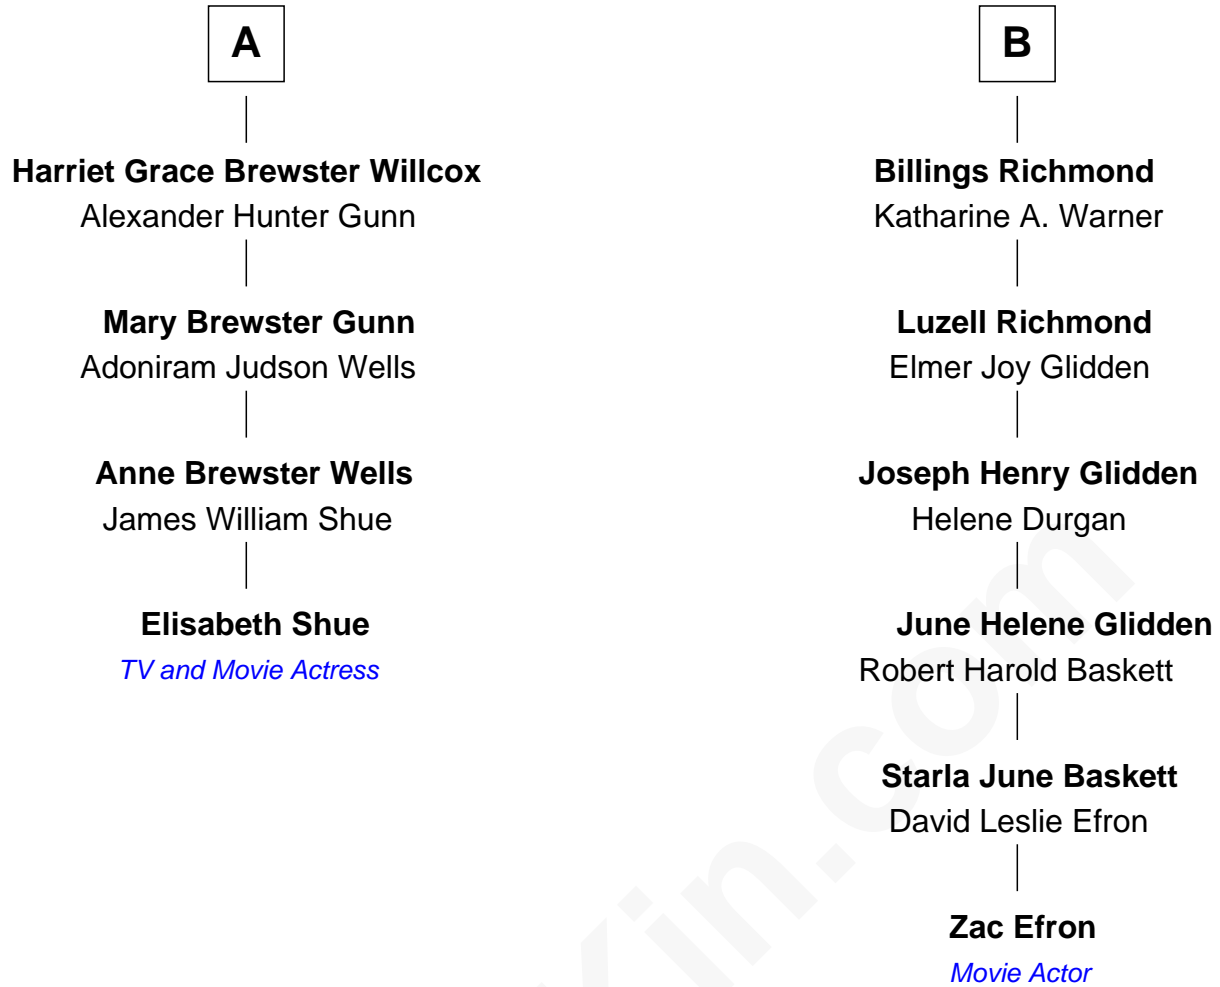 A
Harriet Grace Brewster Willcox
Alexander Hunter Gunn
Mary Brewster Gunn
Adoniram Judson Wells
Anne Brewster Wells
James William Shue
Elisabeth Shue
TV and Movie Actress
B
Billings Richmond
Katharine A. Warner
Luzell Richmond
Elmer Joy Glidden
Joseph Henry Glidden
Helene Durgan
June Helene Glidden
Robert Harold Baskett
Starla June Baskett
David Leslie Efron
Zac Efron
Movie Actor
Kin.com